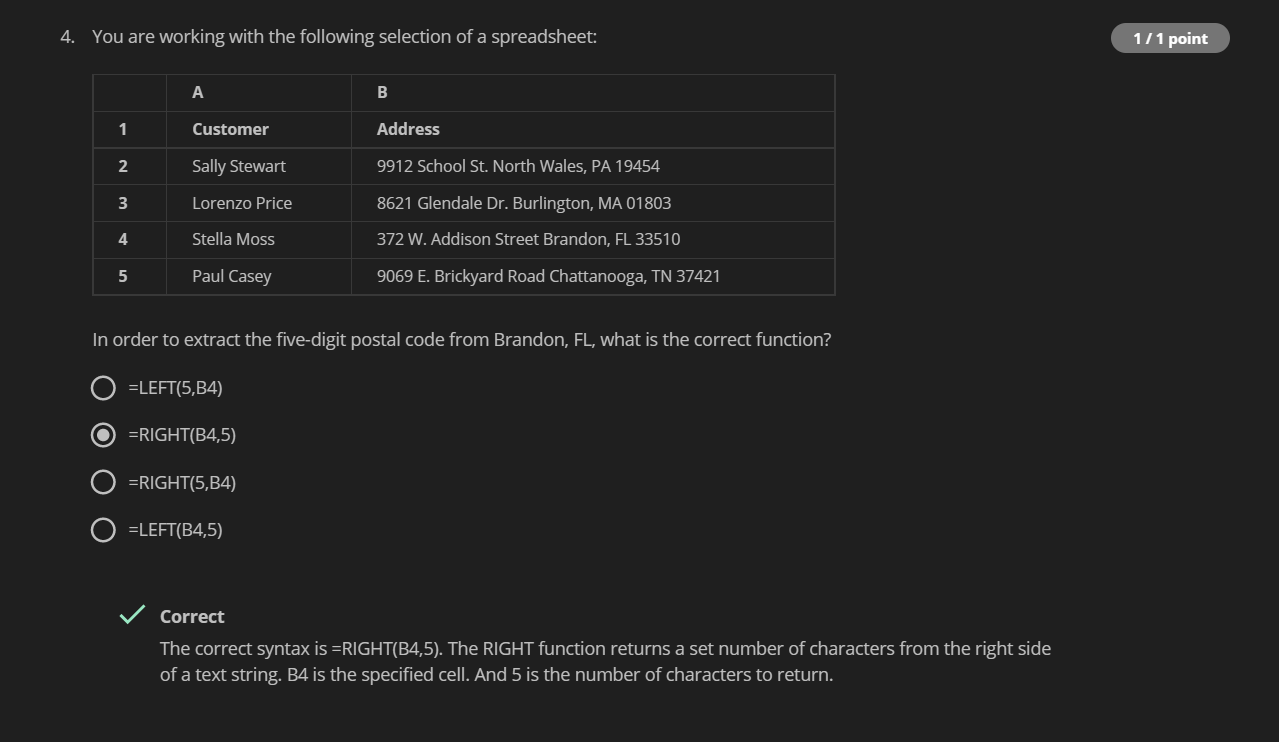 4. You are working with the following selection of a spreadsheet:
1 / 1 point
A B
1 Customer Address
2 Sally Stewart 9912 School St. North Wales, PA 19454
3 Lorenzo Price 8621 Glendale Dr. Burlington, MA 01803
4 Stella Moss 372 W. Addison Street Brandon, FL 33510
5 Paul Casey 9069 E. Brickyard Road Chattanooga, TN 37421
In order to extract the five-digit postal code from Brandon, FL, what is the correct function?
=LEFT(5,B4)
=RIGHT(B4,5)
=RIGHT(5,B4)
=LEFT(B4,5)
Correct
The correct syntax is =RIGHT(B4,5). The RIGHT function returns a set number of characters from the right side
of a text string. B4 is the specified cell. And 5 is the number of characters to return.